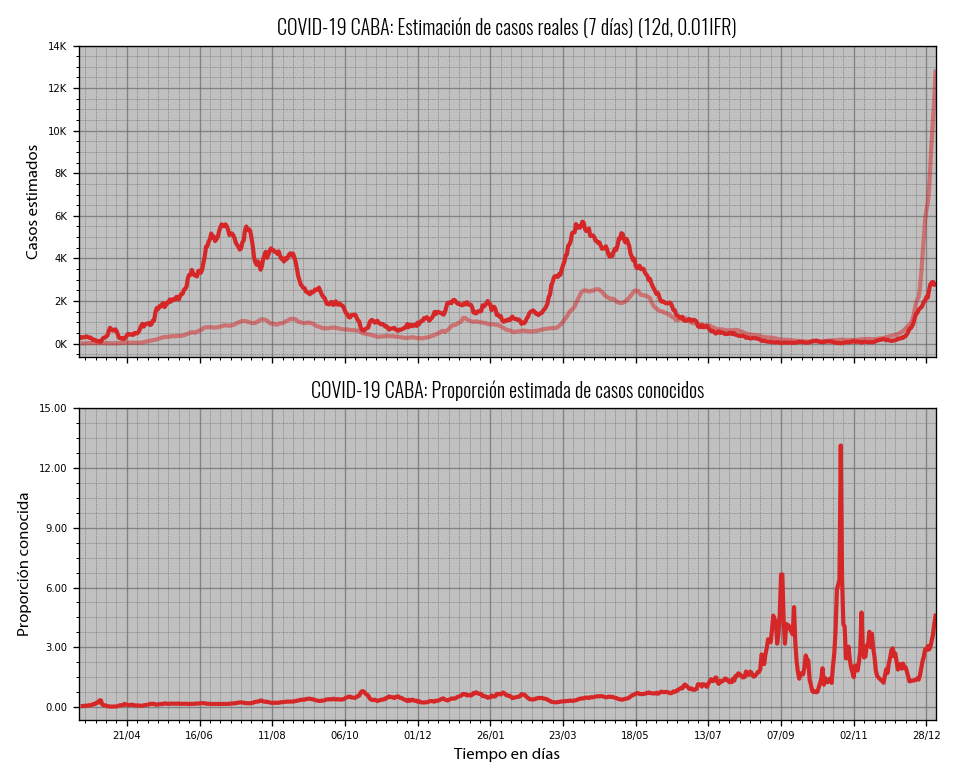 COVID-19 CABA: Estimación de casos reales (7 días) (12d, 0.01IFR)
14K
12K
10K
8K
6K
4K
2K
0K
Casos estimados
COVID-19 CABA: Proporción estimada de casos conocidos
15.00
12.00
9.00
6.00
3.00
0.00
Proporción conocida
21/04 16/06 11/08 06/10 01/12 26/01 23/03 18/05 13/07 07/09 02/11 28/12
Tiempo en días